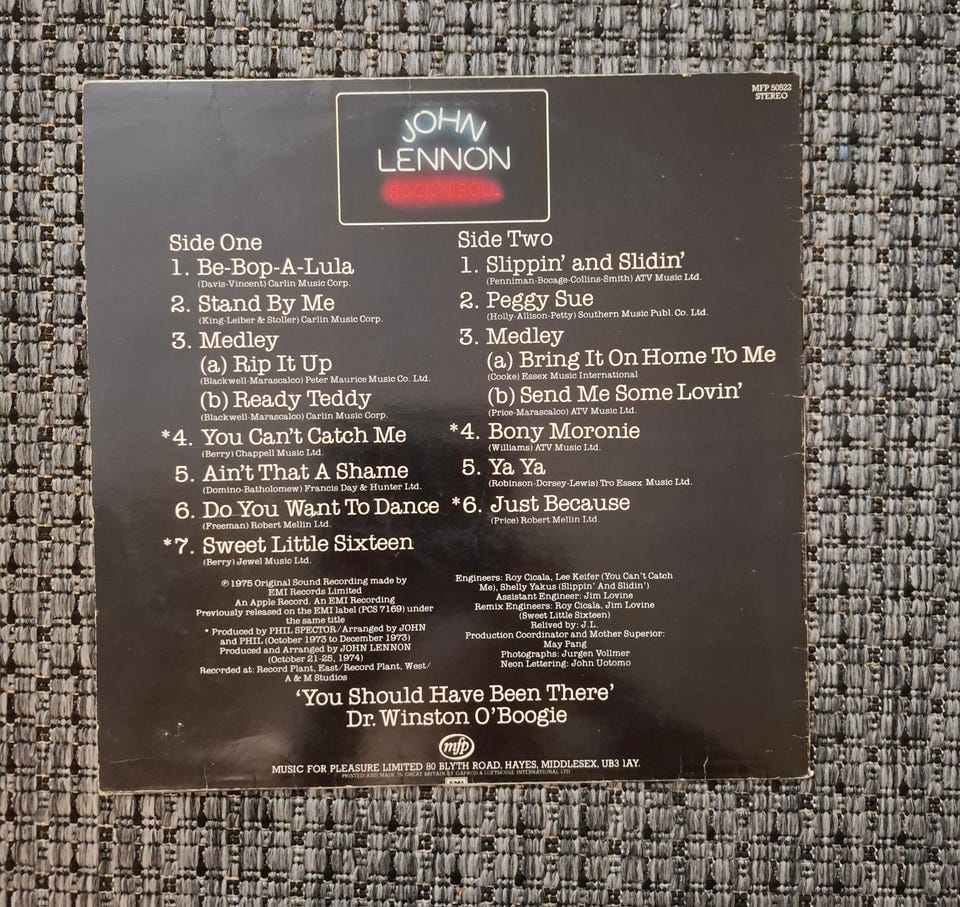 MFP 50522
STEREO
JOHN
LENNON
ROCK 'N' ROLL
Side One
1. Be-Bop-A-Lula
(Davis-Vincent) Carlin Music Corp.
2. Stand By Me
(King-Leiber & Stoller) Carlin Music Corp.
3. Medley
(a) Rip It Up
(Blackwell-Marascalco) Peter Maurice Music Co. Ltd.
(b) Ready Teddy
(Blackwell-Marascalco) Carlin Music Corp.
*4. You Can't Catch Me
(Berry) Chappell Music Ltd.
5. Ain't That A Shame
(Domino-Batholomew) Francis Day & Hunter Ltd.
6. Do You Want To Dance
(Freeman) Robert Mellin Ltd.
*7. Sweet Little Sixteen
(Berry) Jewel Music Ltd.
Side Two
1. Slippin' and Slidin'
(Penniman-Bocage-Collins-Smith) ATV Music Ltd.
2. Peggy Sue
(Holly-Allison-Petty) Southern Music Publ. Co. Ltd.
3. Medley
(a) Bring It On Home To Me
(Cooke) Essex Music International
(b) Send Me Some Lovin'
(Price-Marascalco) ATV Music Ltd.
*4. Bony Moronie
(Williams) ATV Music Ltd.
5. Ya Ya
(Robinson-Dorsey-Lewis) Tro Essex Music Ltd.
*6. Just Because
(Price) Robert Mellin Ltd.
℗ 1975 Original Sound Recording made by
EMI Records Limited
An Apple Record. An EMI Recording
Previously released on the EMI label (PCS 7169) under
the same title
* Produced by PHIL SPECTOR/Arranged by JOHN
and PHIL (October 1973 to December 1973)
Produced and Arranged by JOHN LENNON
(October 21-25, 1974)
Recorded at: Record Plant, East/Record Plant, West/
A & M Studios
Engineers: Roy Cicala, Lee Keifer (You Can't Catch
Me), Shelly Yakus (Slippin' And Slidin')
Assistant Engineer: Jim Lovine
Remix Engineers: Roy Cicala, Jim Lovine
(Sweet Little Sixteen)
Relived by: J.L.
Production Coordinator and Mother Superior:
May Pang
Photographs: Jurgen Vollmer
Neon Lettering: John Uotomo
'You Should Have Been There'
Dr. Winston O'Boogie
mfp
MUSIC FOR PLEASURE LIMITED 80 BLYTH ROAD, HAYES, MIDDLESEX, UB3 1AY.
PRINTED AND MADE IN GREAT BRITAIN BY GARROD & LOFTHOUSE INTERNATIONAL LTD
EMI